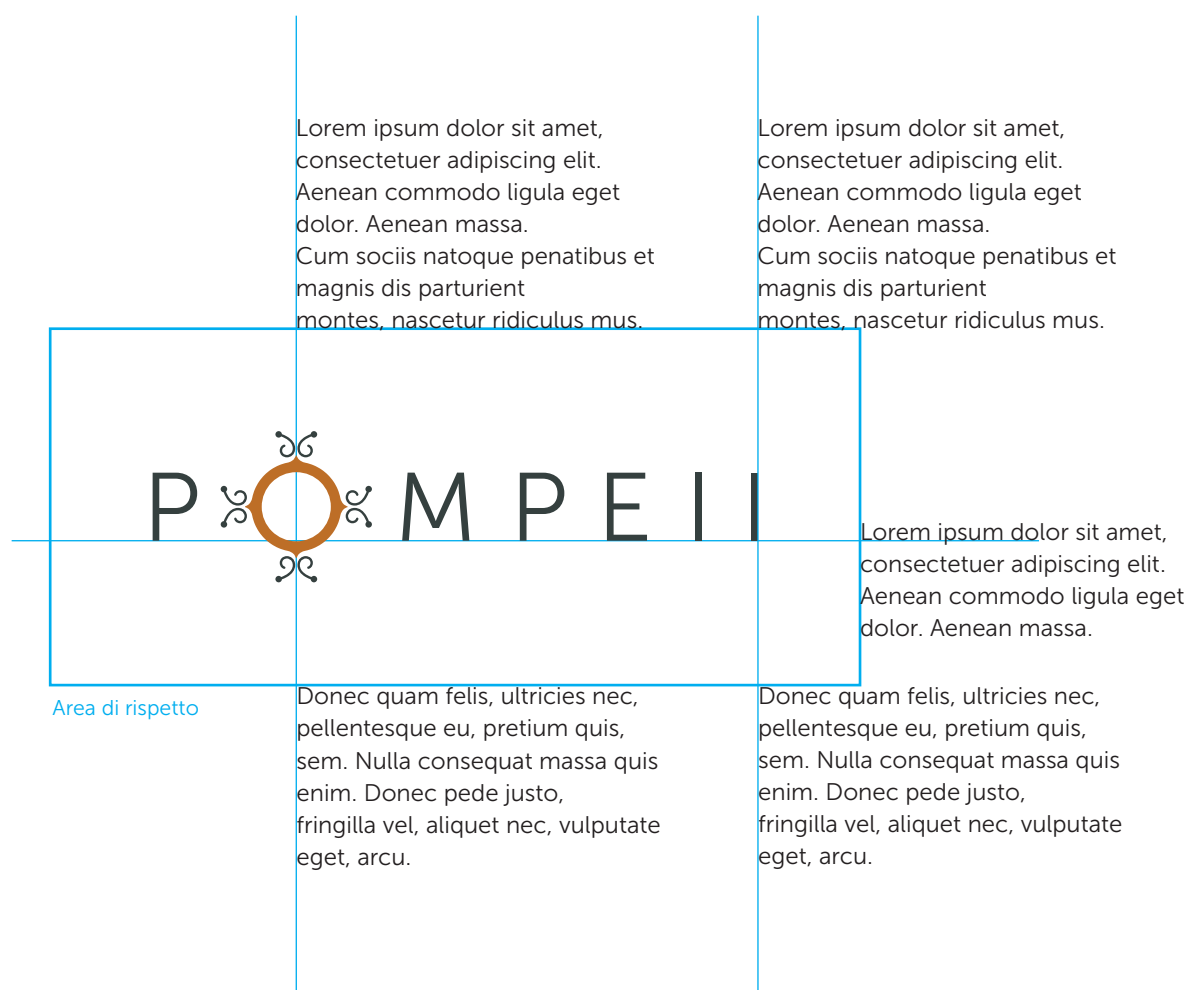 Lorem ipsum dolor sit amet,
consectetuer adipiscing elit.
Aenean commodo ligula eget
dolor. Aenean massa.
Cum sociis natoque penatibus et
magnis dis parturient
montes, nascetur ridiculus mus.
Lorem ipsum dolor sit amet,
consectetuer adipiscing elit.
Aenean commodo ligula eget
dolor. Aenean massa.
Cum sociis natoque penatibus et
magnis dis parturient
montes, nascetur ridiculus mus.
POMPEII
Lorem ipsum dolor sit amet,
consectetuer adipiscing elit.
Aenean commodo ligula eget
dolor. Aenean massa.
Area di rispetto
Donec quam felis, ultricies nec,
pellentesque eu, pretium quis,
sem. Nulla consequat massa quis
enim. Donec pede justo,
fringilla vel, aliquet nec, vulputate
eget, arcu.
Donec quam felis, ultricies nec,
pellentesque eu, pretium quis,
sem. Nulla consequat massa quis
enim. Donec pede justo,
fringilla vel, aliquet nec, vulputate
eget, arcu.